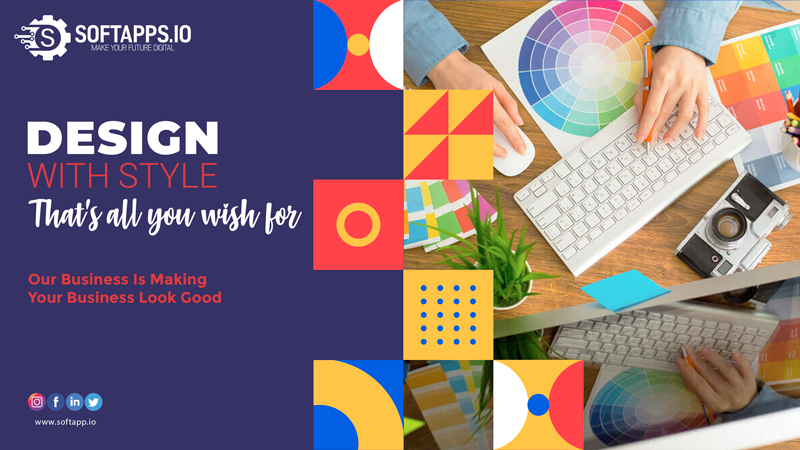 SOFTAPPS.IO
MAKE YOUR FUTURE DIGITAL
DESIGN
WITH STYLE
That's all you wish for
Our Business Is Making
Your Business Look Good
www.softapp.io